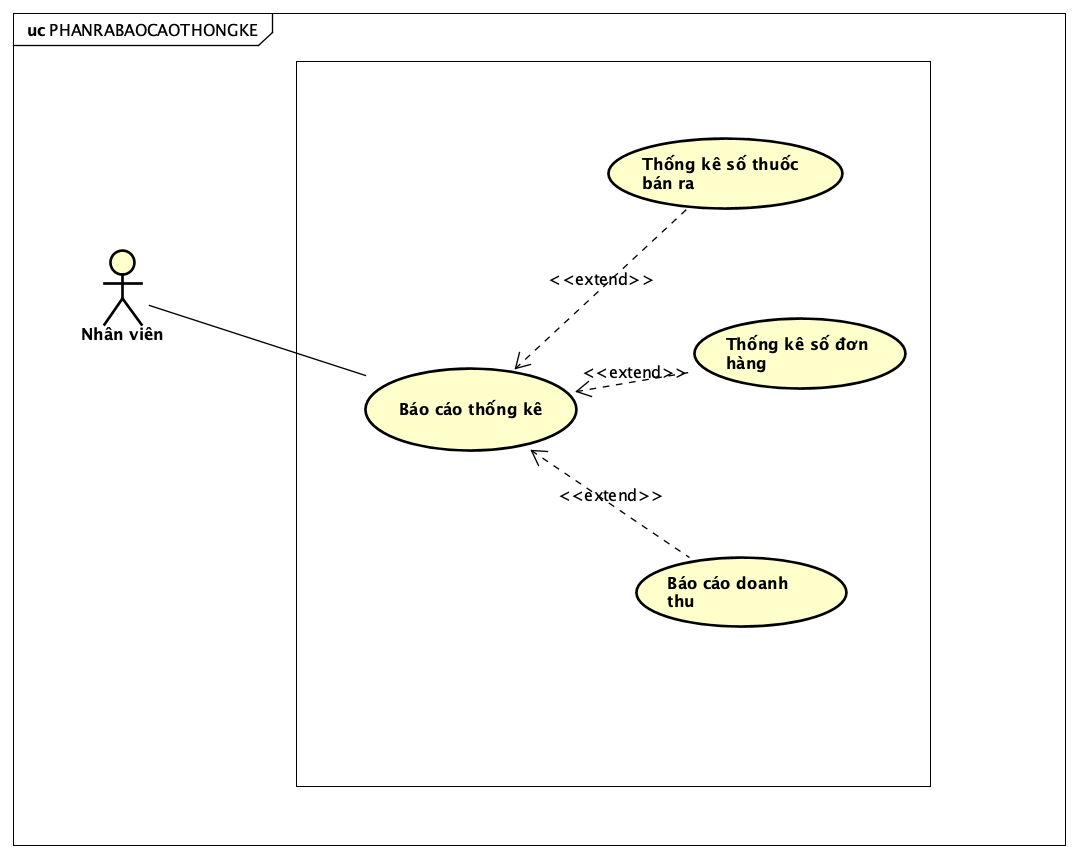 uc PHANRABAOCAOTHONGKE
Thống kê số thuốc
bán ra
<<extend>>
Nhân viên
Thống kê số đơn
hàng
<<extend>>
Báo cáo thống kê
<<extend>>
Báo cáo doanh
thu